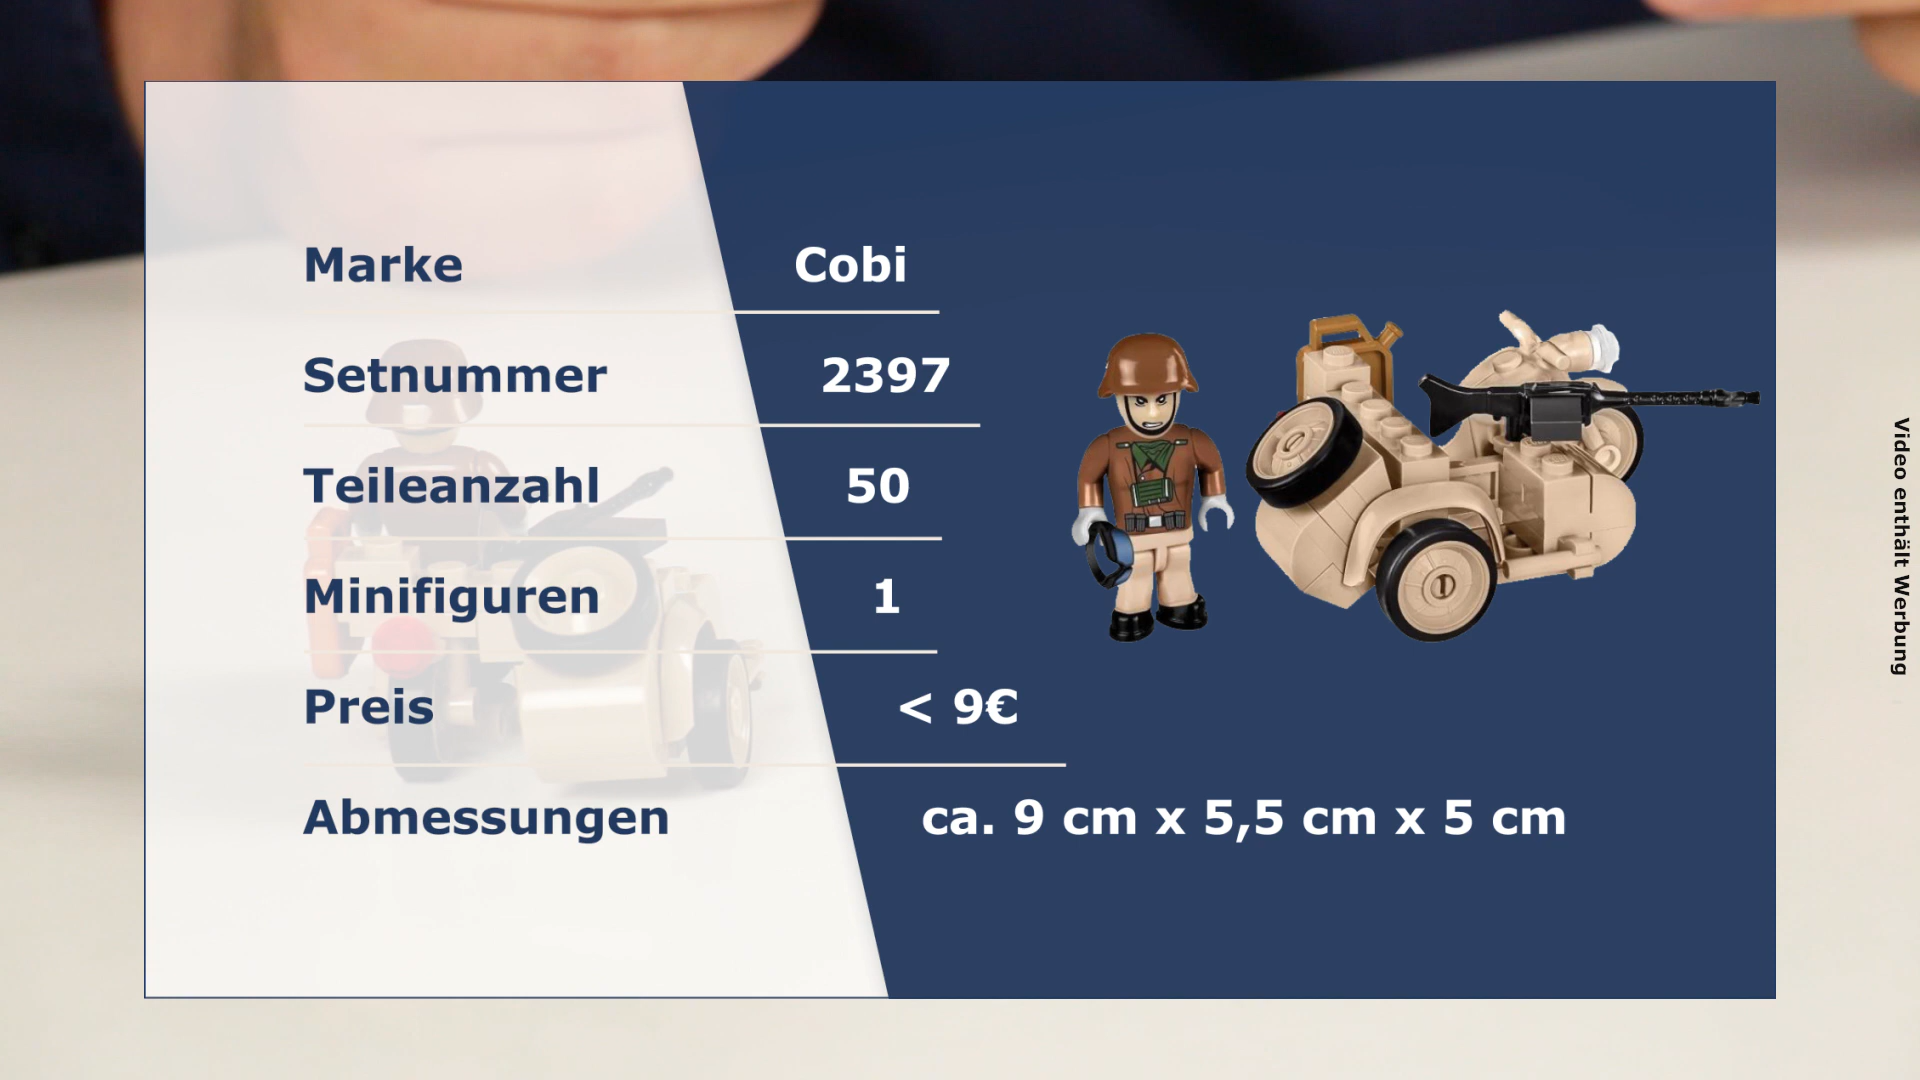 Marke Cobi
Setnummer 2397
Teileanzahl 50
Minifiguren 1
Preis < 9€
Abmessungen ca. 9 cm x 5,5 cm x 5 cm
Video enthält Werbung